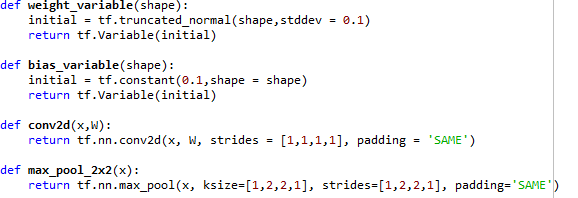 def weight_variable(shape):
    initial = tf.truncated_normal(shape,stddev = 0.1)
    return tf.Variable(initial)
def bias_variable(shape):
    initial = tf.constant(0.1,shape = shape)
    return tf.Variable(initial)
def conv2d(x,W):
    return tf.nn.conv2d(x, W, strides = [1,1,1,1], padding = 'SAME')
def max_pool_2x2(x):
    return tf.nn.max_pool(x, ksize=[1,2,2,1], strides=[1,2,2,1], padding='SAME')